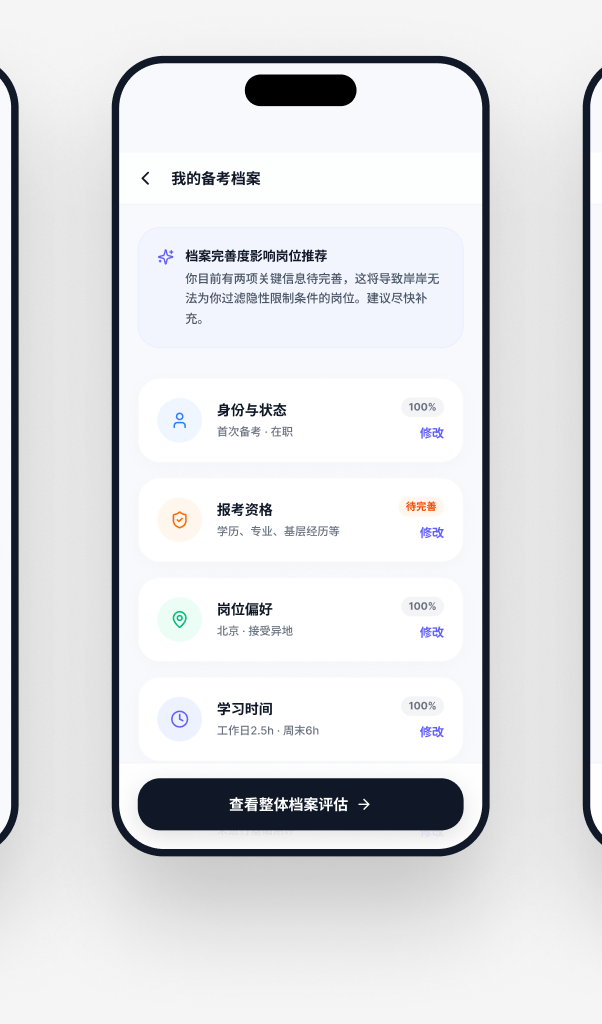 我的备考档案
档案完善度影响岗位推荐
你目前有两项关键信息待完善，这将导致岸岸无
法为你过滤隐性限制条件的岗位。建议尽快补
充。
身份与状态
100%
首次备考 · 在职
修改
报考资格
待完善
学历、专业、基层经历等
修改
岗位偏好
100%
北京 · 接受异地
修改
学习时间
100%
工作日2.5h · 周末6h
修改
查看整体档案评估
修改